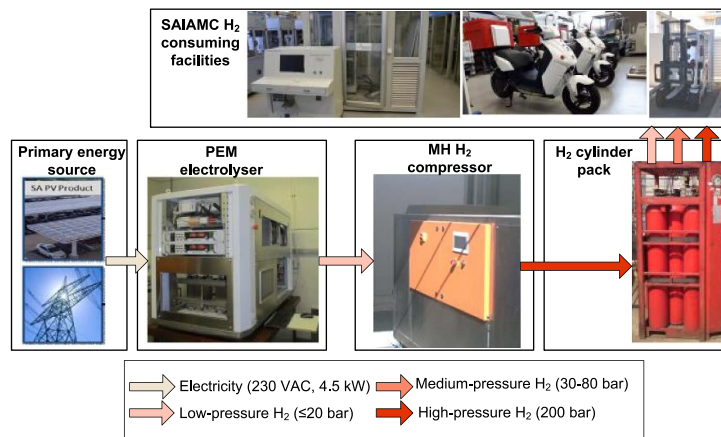 SAIAMC H₂
consuming
facilities
Primary energy
source
SA PV Product
PEM
electrolyser
MH H₂
compressor
H₂ cylinder
pack
Electricity (230 VAC, 4.5 kW)
Medium-pressure H₂ (30-80 bar)
Low-pressure H₂ (≤20 bar)
High-pressure H₂ (200 bar)